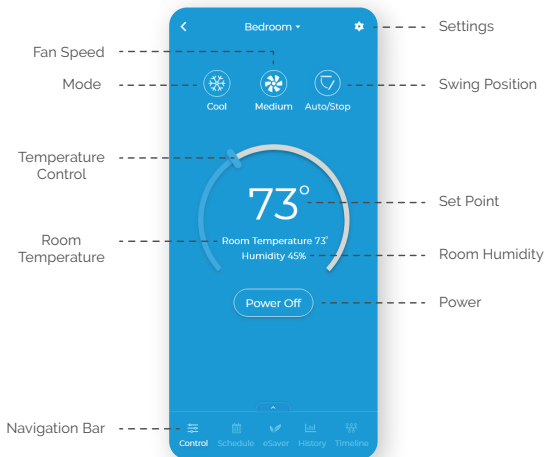 Bedroom
Settings
Fan Speed
Mode
Swing Position
Cool
Medium
Auto/Stop
Temperature
Control
73°
Set Point
Room
Temperature
Room Temperature 73°
Humidity 45%
Room Humidity
Power Off
Power
Navigation Bar
Control
Schedule
eSaver
History
Timeline